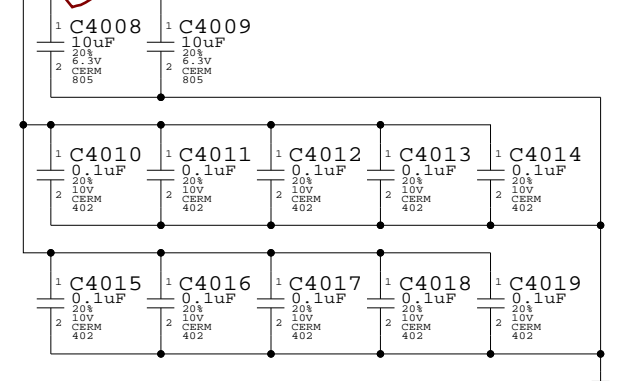 1 C4008
10uF
20%
6.3V
2 CERM
805
1 C4009
10uF
20%
6.3V
2 CERM
805
1 C4010
0.1uF
20%
10V
2 CERM
402
1 C4011
0.1uF
20%
10V
2 CERM
402
1 C4012
0.1uF
20%
10V
2 CERM
402
1 C4013
0.1uF
20%
10V
2 CERM
402
1 C4014
0.1uF
20%
10V
2 CERM
402
1 C4015
0.1uF
20%
10V
2 CERM
402
1 C4016
0.1uF
20%
10V
2 CERM
402
1 C4017
0.1uF
20%
10V
2 CERM
402
1 C4018
0.1uF
20%
10V
2 CERM
402
1 C4019
0.1uF
20%
10V
2 CERM
402